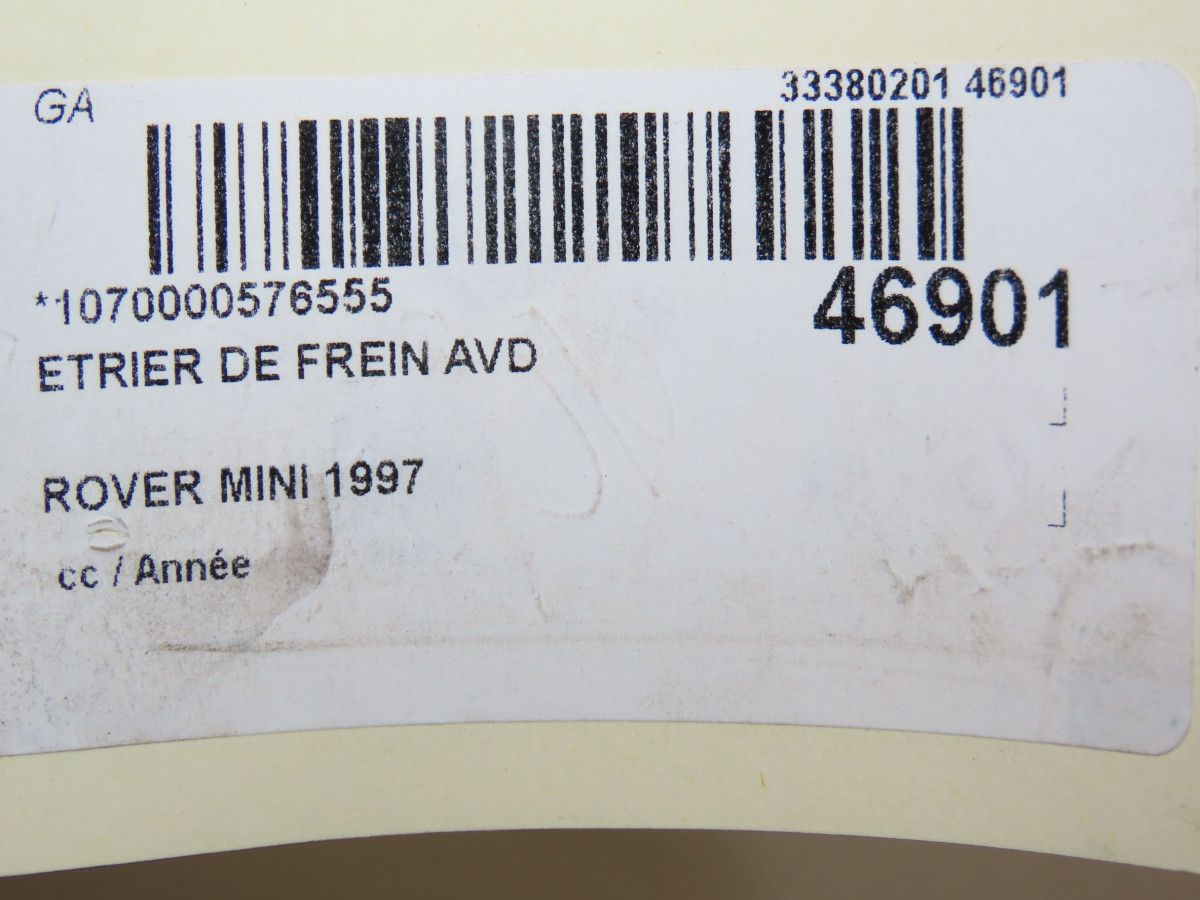 GA
33380201 46901
*1070000576555
46901
ETRIER DE FREIN AVD
ROVER MINI 1997
cc / Année